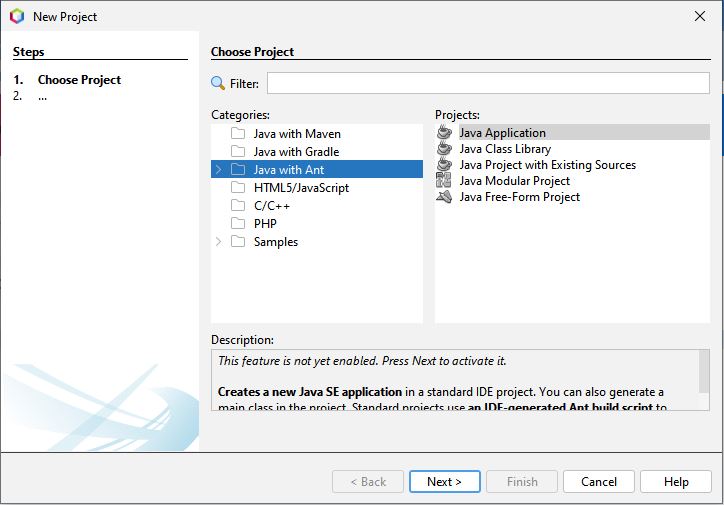 New Project
Steps
1. Choose Project
2. ...
Choose Project
Filter:
Categories:
Java with Maven
Java with Gradle
Java with Ant
HTML5/JavaScript
C/C++
PHP
Samples
Projects:
Java Application
Java Class Library
Java Project with Existing Sources
Java Modular Project
Java Free-Form Project
Description:
This feature is not yet enabled. Press Next to activate it.
Creates a new Java SE application in a standard IDE project. You can also generate a
main class in the project. Standard projects use an IDE-generated Ant build script to
< Back
Next >
Finish
Cancel
Help